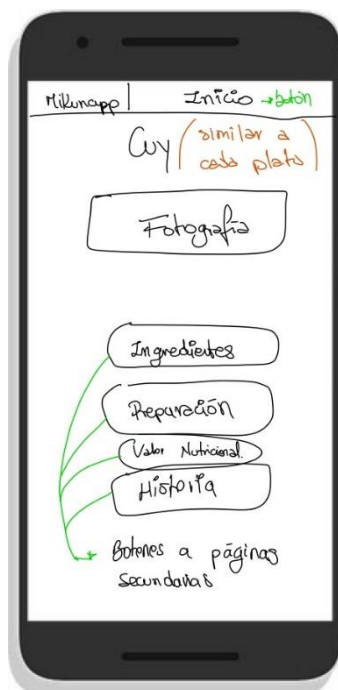 Mikunapp Inicio → botón
Cuy (similar a
cada plato)
Fotografía
Ingredientes
Preparación
Valor Nutricional.
Historia
Botones a páginas
secundarias